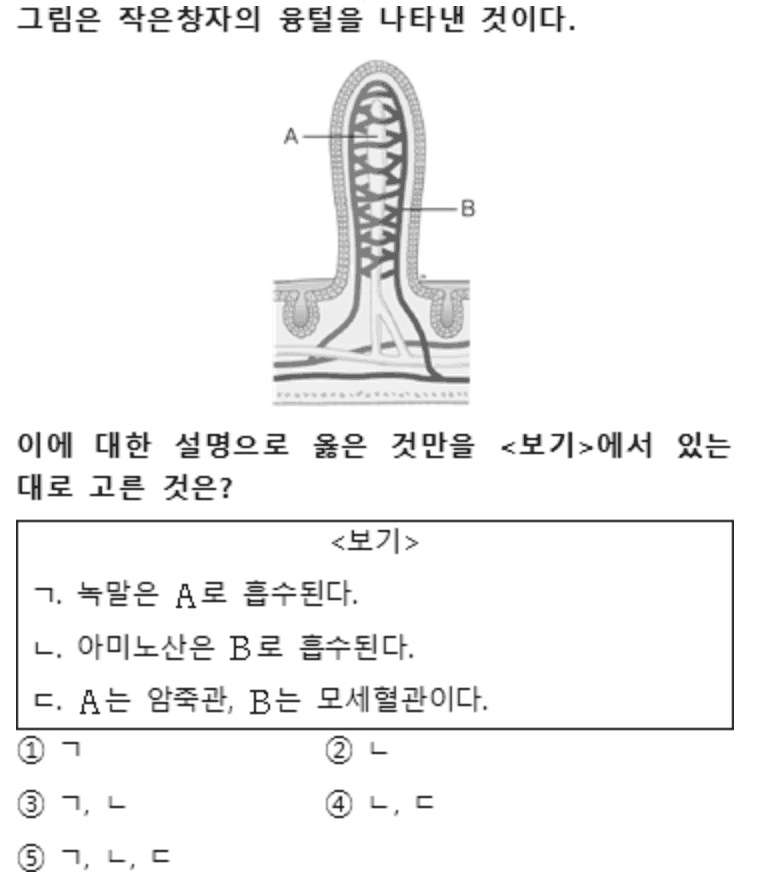 그림은 작은창자의 융털을 나타낸 것이다.
A
B
이에 대한 설명으로 옳은 것만을 <보기>에서 있는
대로 고른 것은?
<보기>
ㄱ. 녹말은 A로 흡수된다.
ㄴ. 아미노산은 B로 흡수된다.
ㄷ. A는 암죽관, B는 모세혈관이다.
① ㄱ ② ㄴ
③ ㄱ, ㄴ ④ ㄴ, ㄷ
⑤ ㄱ, ㄴ, ㄷ